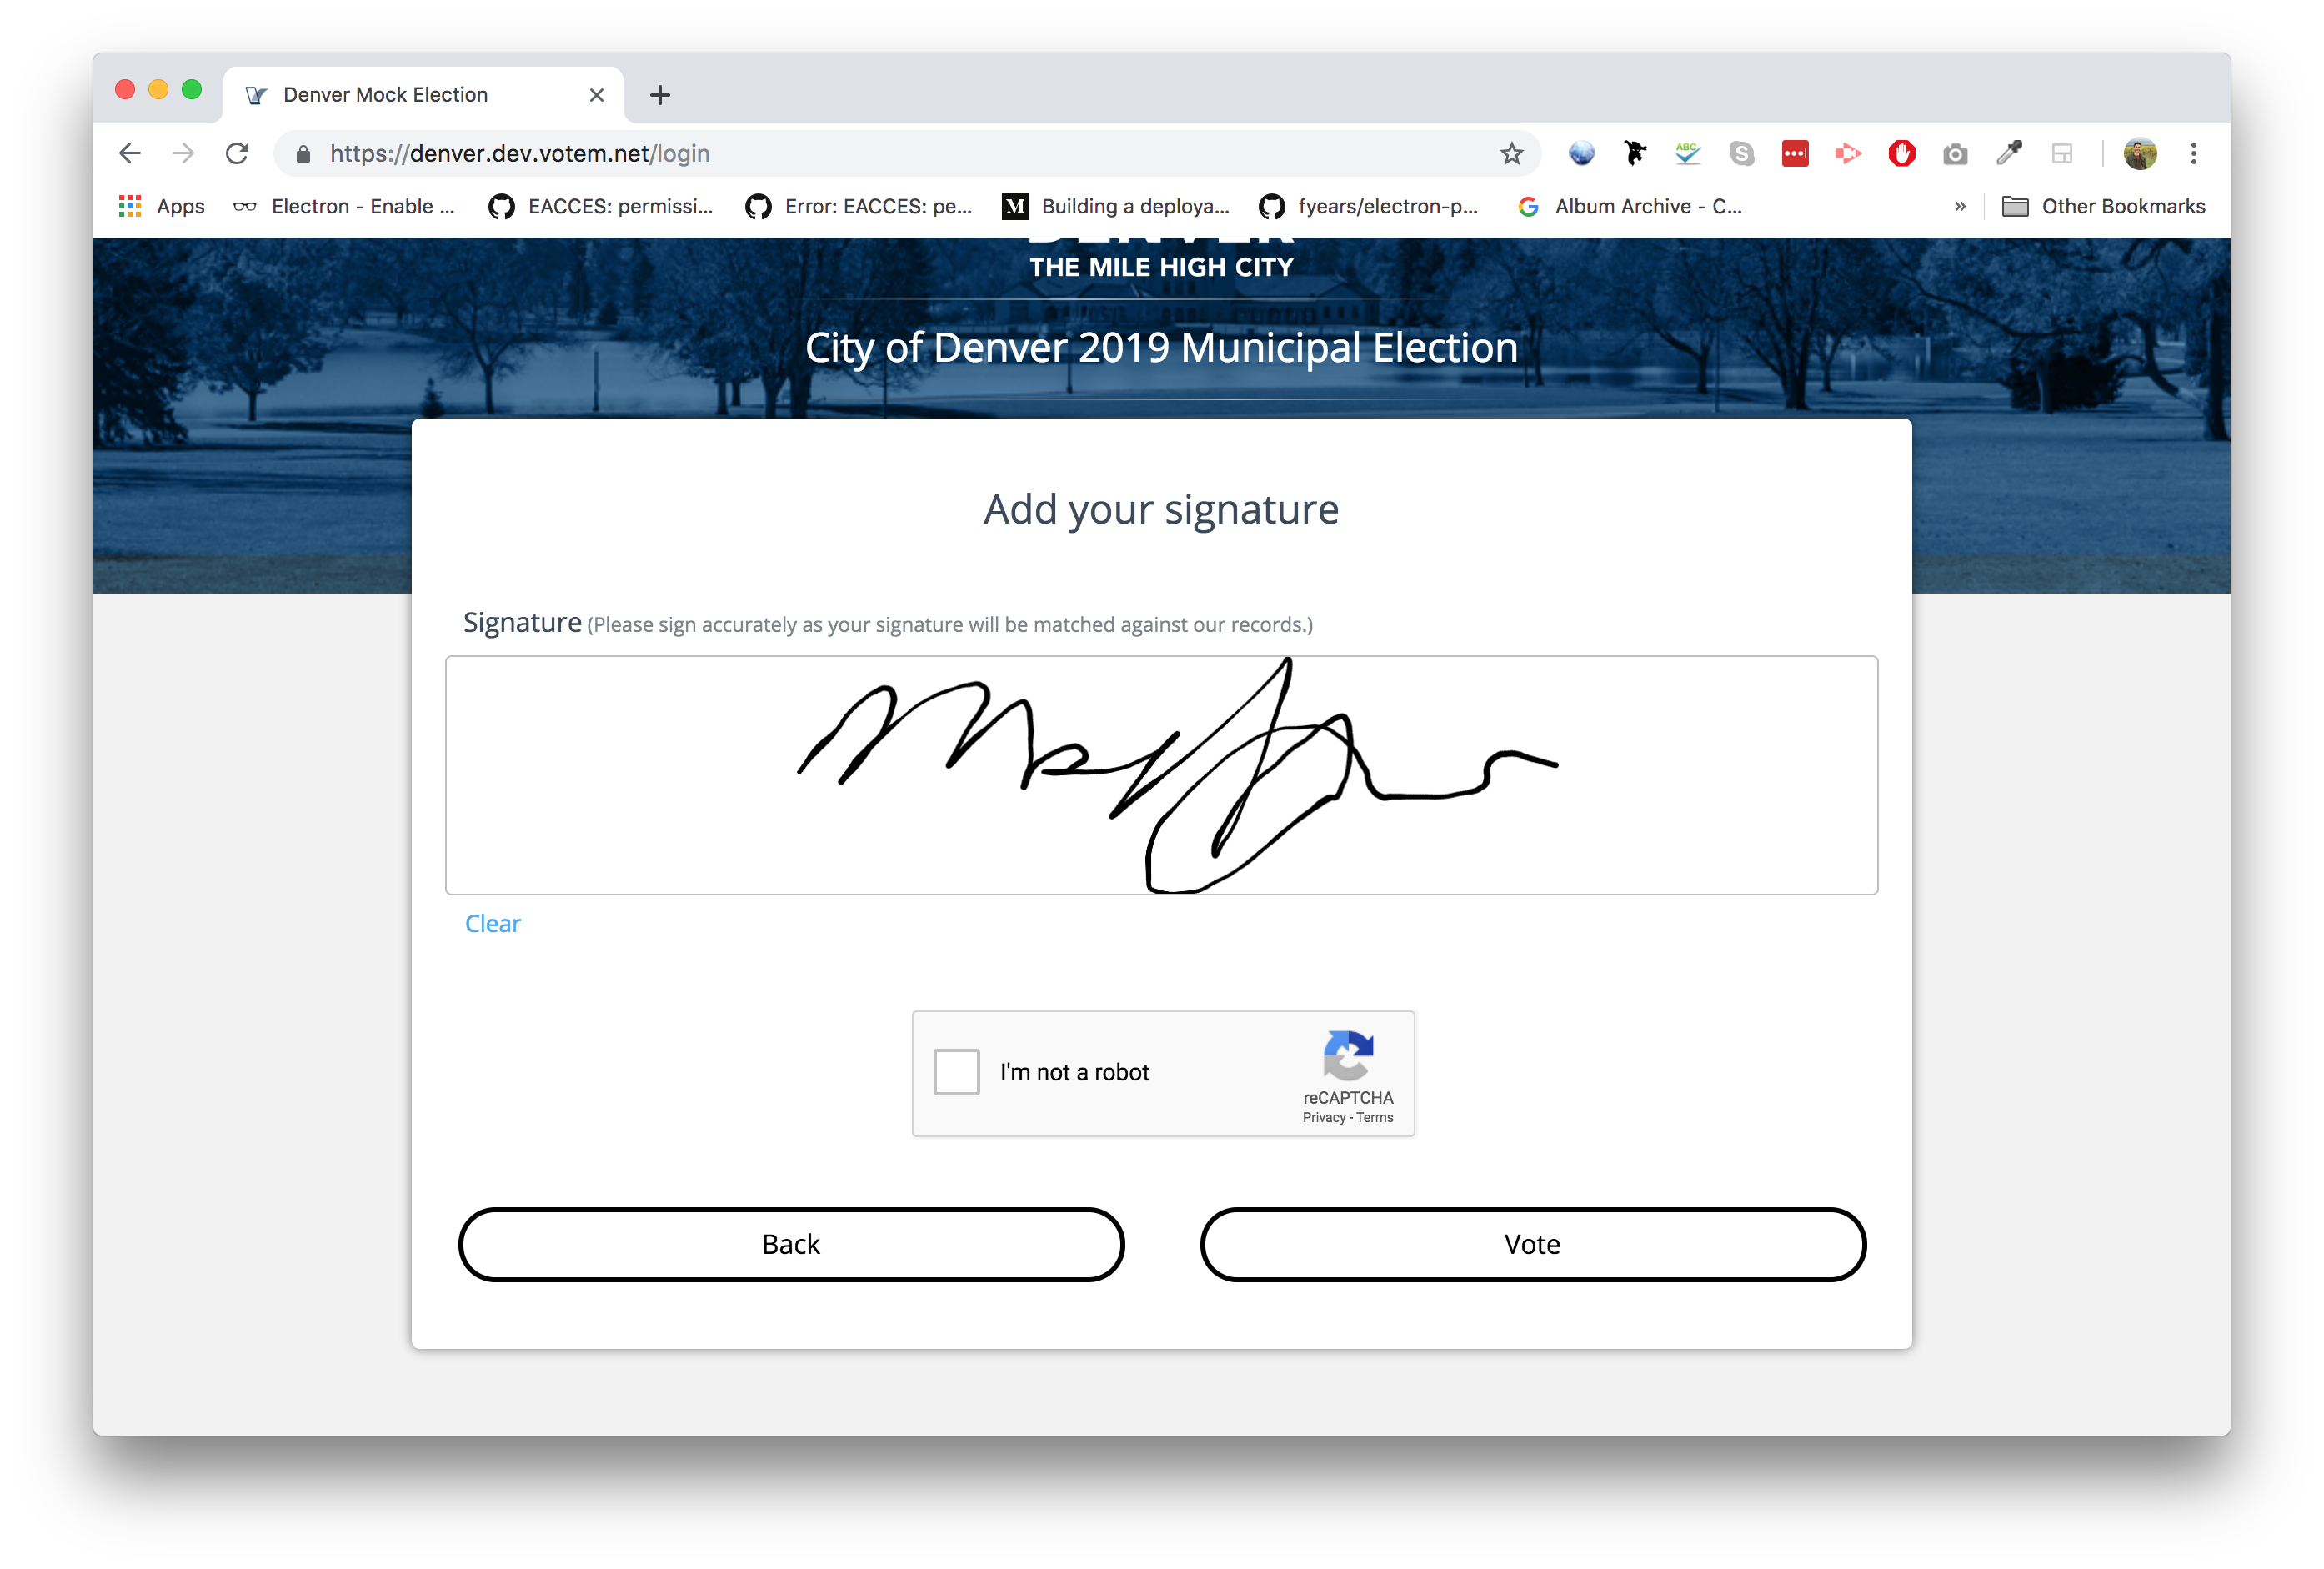 Denver Mock Election
https://denver.dev.votem.net/login
Apps Electron - Enable ... EACCES: permissi... Error: EACCES: pe... M Building a deploya... fyears/electron-p... Album Archive - C... » Other Bookmarks
ABC
DENVER
THE MILE HIGH CITY
City of Denver 2019 Municipal Election
Add your signature
Signature (Please sign accurately as your signature will be matched against our records.)
Clear
I'm not a robot
reCAPTCHA
Privacy - Terms
Back Vote